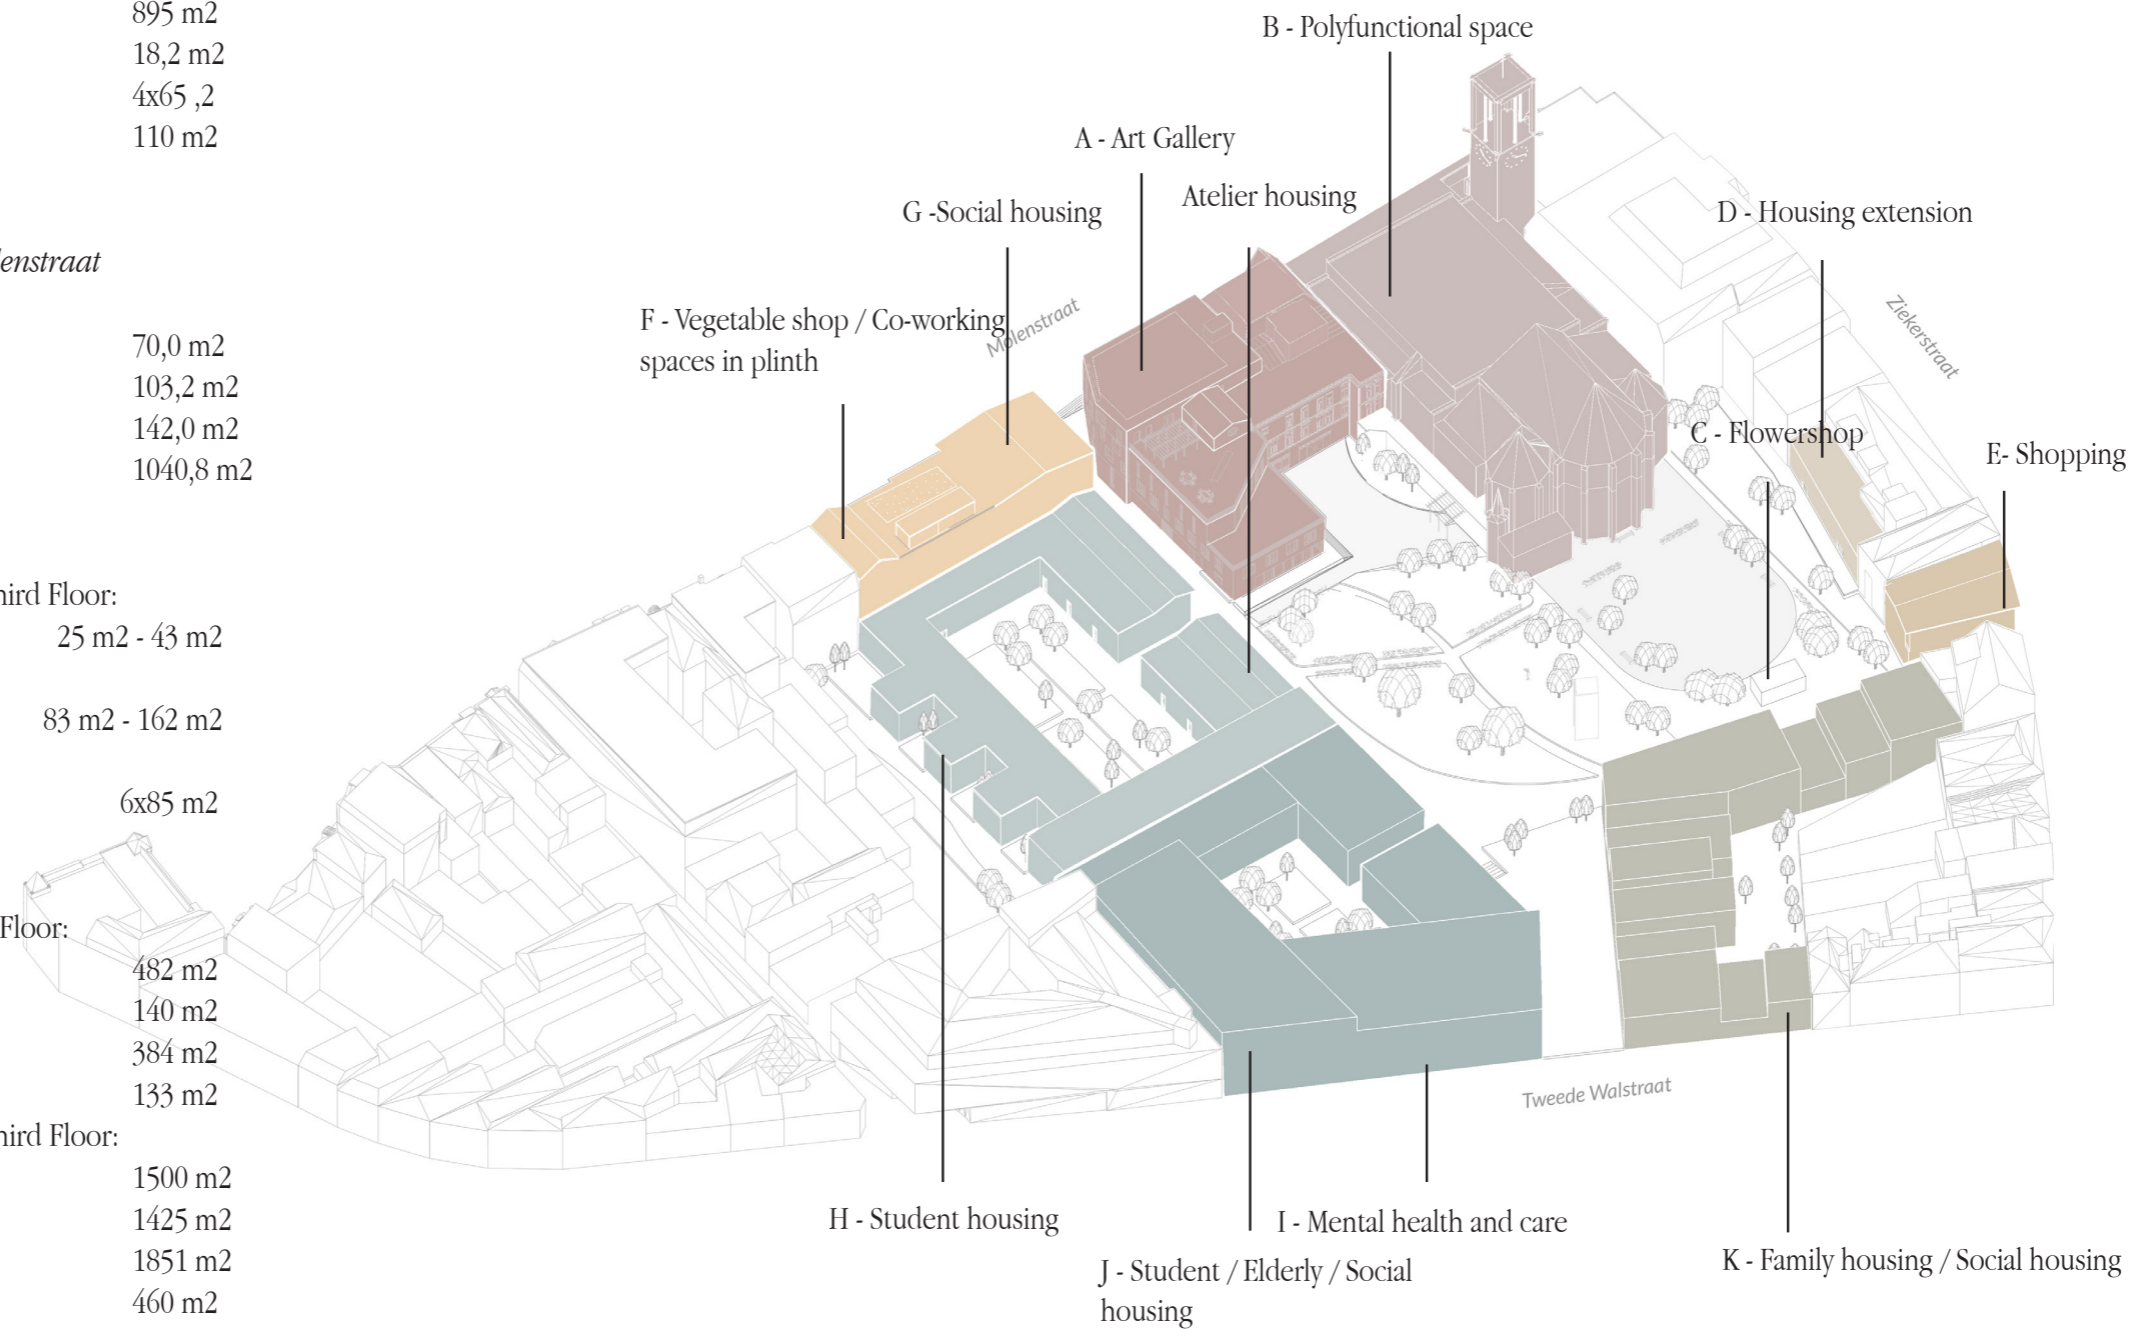 895 m2
18,2 m2
4x65 ,2
110 m2
lenstraat
70,0 m2
103,2 m2
142,0 m2
1040,8 m2
hird Floor:
25 m2 - 43 m2
83 m2 - 162 m2
6x85 m2
Floor:
482 m2
140 m2
384 m2
133 m2
hird Floor:
1500 m2
1425 m2
1851 m2
460 m2
B - Polyfunctional space
A - Art Gallery
Atelier housing
G -Social housing
D - Housing extension
F - Vegetable shop / Co-working
spaces in plinth
Molenstraat
Ziekerstraat
C - Flowershop
E- Shopping
Tweede Walstraat
H - Student housing
I - Mental health and care
J - Student / Elderly / Social
housing
K - Family housing / Social housing